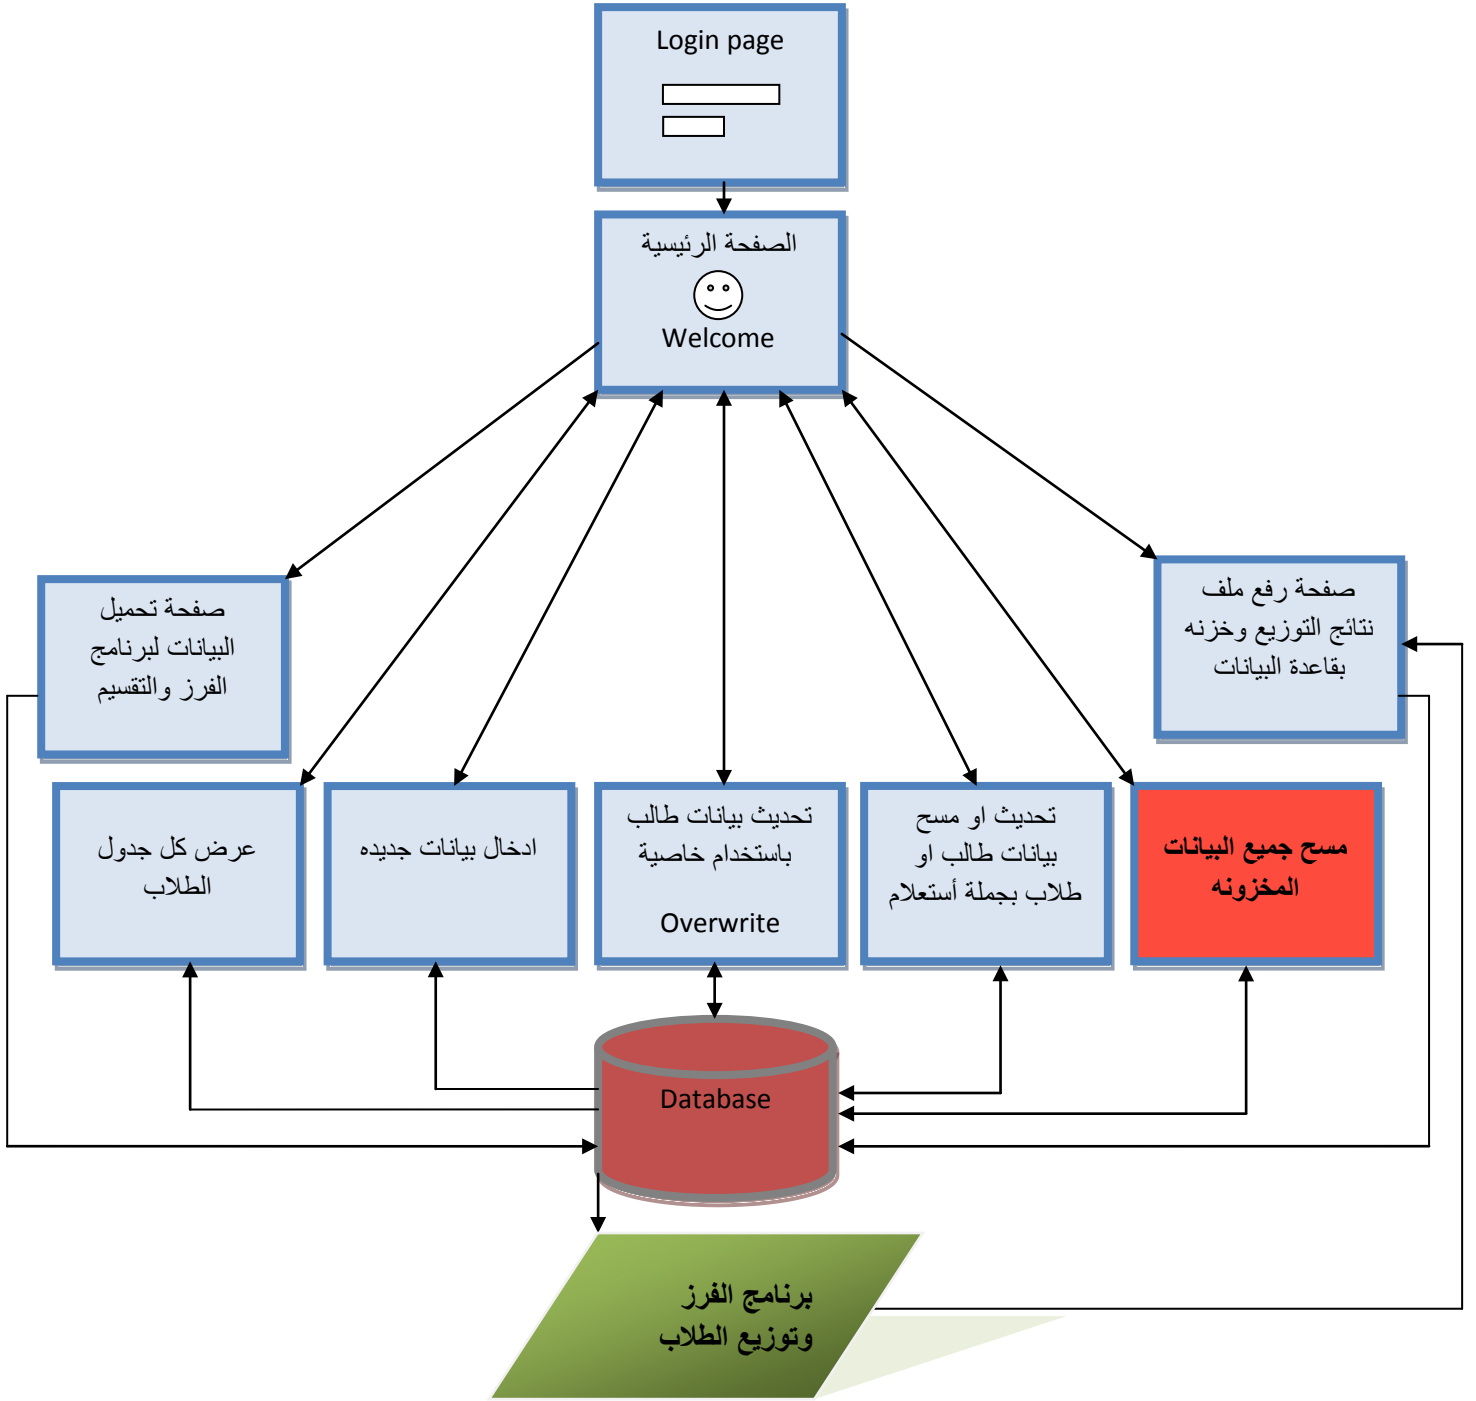 Login page
الصفحة الرئيسية
Welcome
صفحة تحميل
البيانات لبرنامج
الفرز والتقسيم
صفحة رفع ملف
نتائج التوزيع وخزنه
بقاعدة البيانات
عرض كل جدول
الطلاب
ادخال بيانات جديده
تحديث بيانات طالب
باستخدام خاصية
Overwrite
تحديث او مسح
بيانات طالب او
طلاب بجملة أستعلام
مسح جميع البيانات
المخزونه
Database
برنامج الفرز
وتوزيع الطلاب